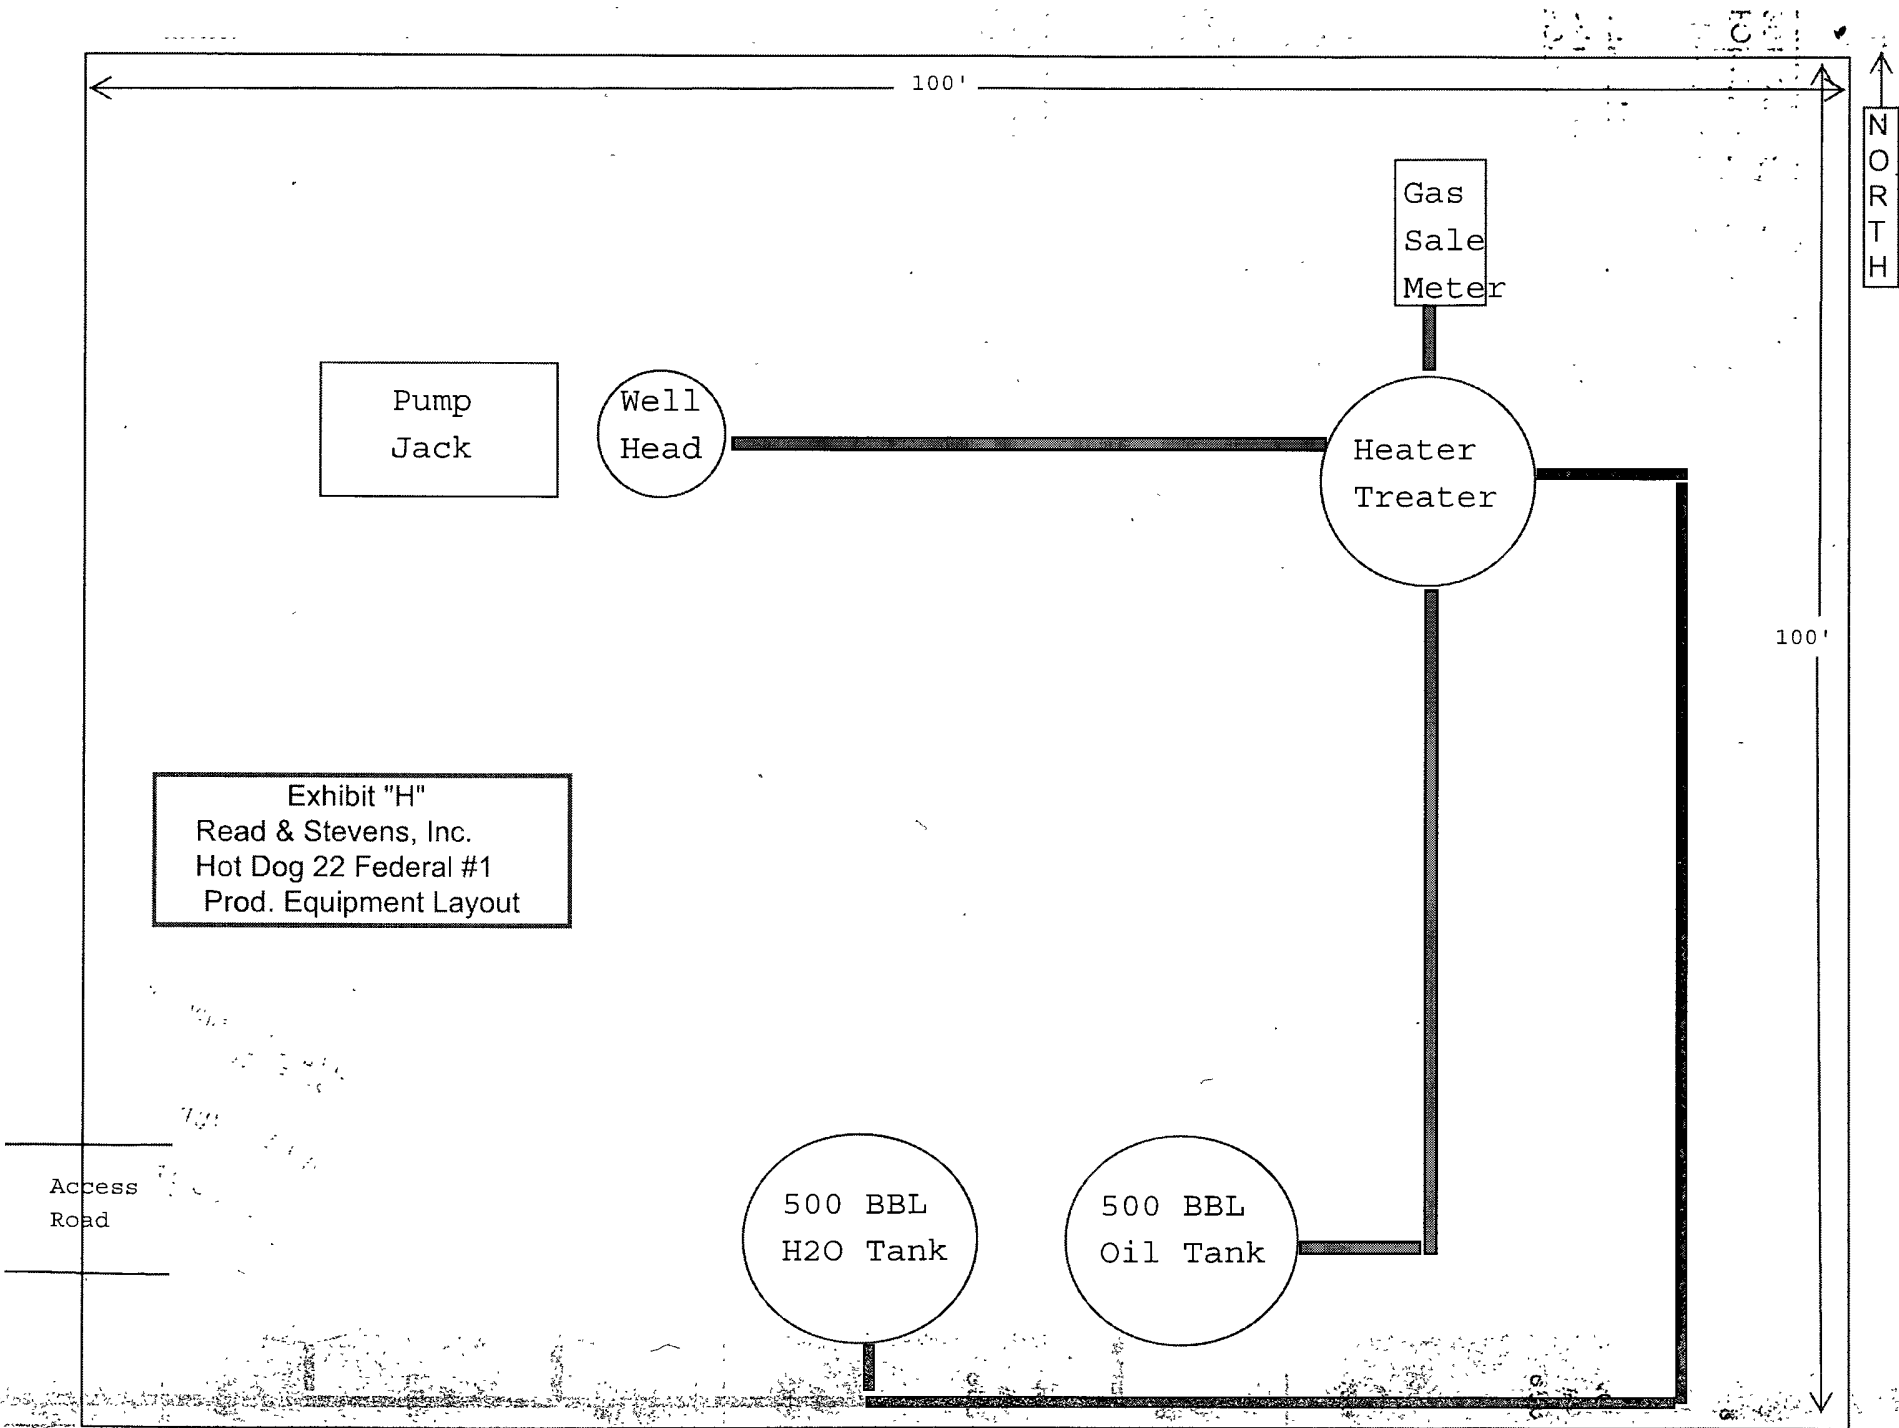 100'
N
O
R
T
H
Gas
Sale
Meter
Pump
Jack
Well
Head
Heater
Treater
100'
Exhibit "H"
Read & Stevens, Inc.
Hot Dog 22 Federal #1
Prod. Equipment Layout
Access
Road
500 BBL
H2O Tank
500 BBL
Oil Tank